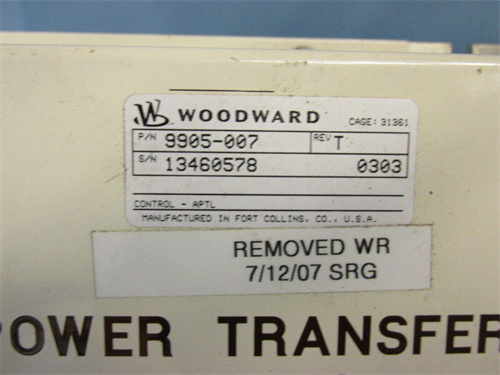 WOODWARD CAGE: 31361
P/N 9905-007 REV T
S/N 13460578 0303
CONTROL - APTL
MANUFACTURED IN FORT COLLINS, CO., U.S.A.
REMOVED WR
7/12/07 SRG
POWER TRANSFER